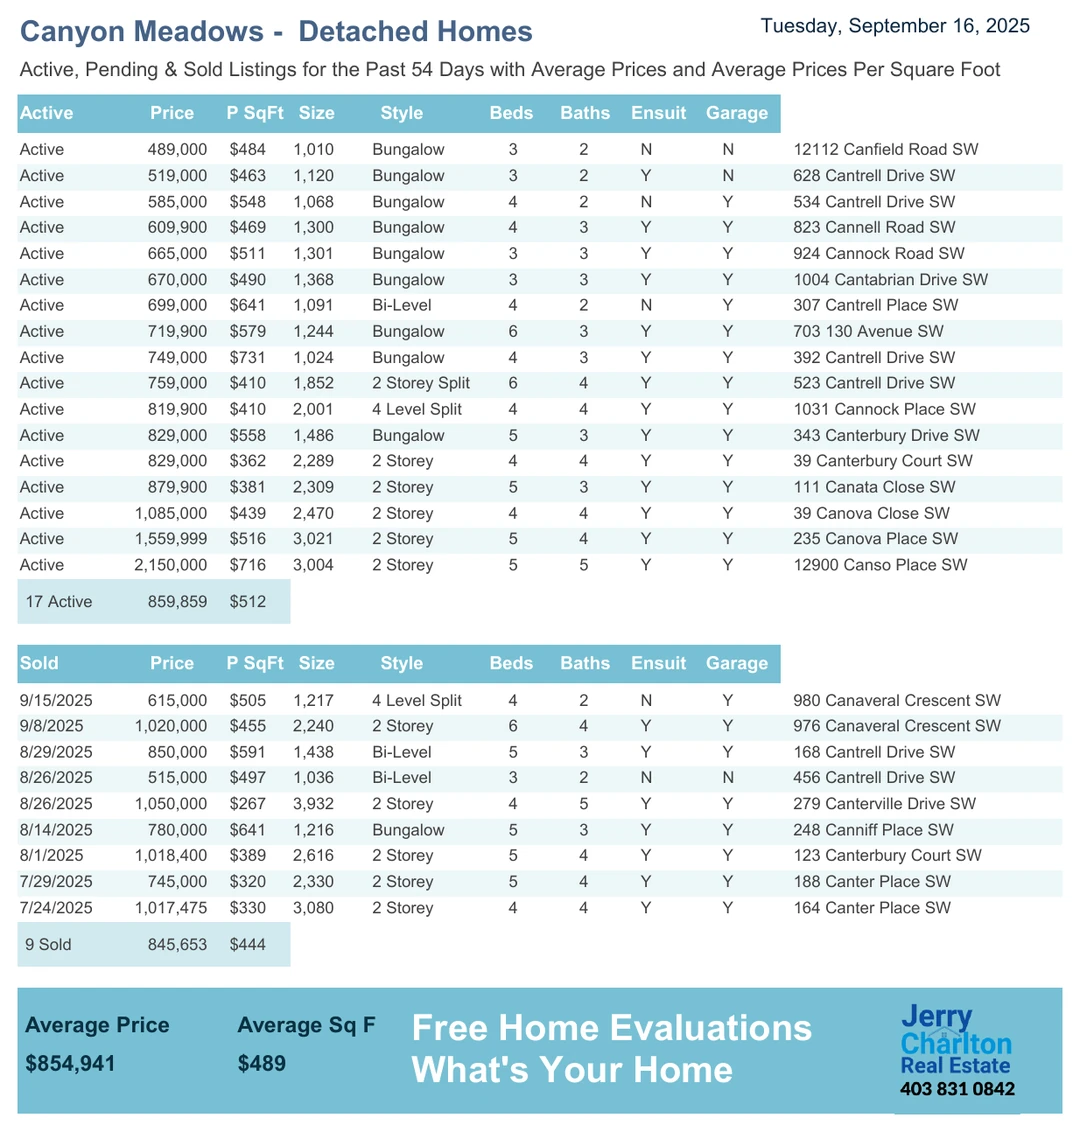 Canyon Meadows - Detached Homes
Tuesday, September 16, 2025
Active, Pending & Sold Listings for the Past 54 Days with Average Prices and Average Prices Per Square Foot
Active Price P SqFt Size Style Beds Baths Ensuit Garage
Active 489,000 $484 1,010 Bungalow 3 2 N N 12112 Canfield Road SW
Active 519,000 $463 1,120 Bungalow 3 2 Y N 628 Cantrell Drive SW
Active 585,000 $548 1,068 Bungalow 4 2 N Y 534 Cantrell Drive SW
Active 609,900 $469 1,300 Bungalow 4 3 Y Y 823 Cannell Road SW
Active 665,000 $511 1,301 Bungalow 3 3 Y Y 924 Cannock Road SW
Active 670,000 $490 1,368 Bungalow 3 3 Y Y 1004 Cantabrian Drive SW
Active 699,000 $641 1,091 Bi-Level 4 2 N Y 307 Cantrell Place SW
Active 719,900 $579 1,244 Bungalow 6 3 Y Y 703 130 Avenue SW
Active 749,000 $731 1,024 Bungalow 4 3 Y Y 392 Cantrell Drive SW
Active 759,000 $410 1,852 2 Storey Split 6 4 Y Y 523 Cantrell Drive SW
Active 819,900 $410 2,001 4 Level Split 4 4 Y Y 1031 Cannock Place SW
Active 829,000 $558 1,486 Bungalow 5 3 Y Y 343 Canterbury Drive SW
Active 829,000 $362 2,289 2 Storey 4 4 Y Y 39 Canterbury Court SW
Active 879,900 $381 2,309 2 Storey 5 3 Y Y 111 Canata Close SW
Active 1,085,000 $439 2,470 2 Storey 4 4 Y Y 39 Canova Close SW
Active 1,559,999 $516 3,021 2 Storey 5 4 Y Y 235 Canova Place SW
Active 2,150,000 $716 3,004 2 Storey 5 5 Y Y 12900 Canso Place SW
17 Active 859,859 $512
Sold Price P SqFt Size Style Beds Baths Ensuit Garage
9/15/2025 615,000 $505 1,217 4 Level Split 4 2 N Y 980 Canaveral Crescent SW
9/8/2025 1,020,000 $455 2,240 2 Storey 6 4 Y Y 976 Canaveral Crescent SW
8/29/2025 850,000 $591 1,438 Bi-Level 5 3 Y Y 168 Cantrell Drive SW
8/26/2025 515,000 $497 1,036 Bi-Level 3 2 N N 456 Cantrell Drive SW
8/26/2025 1,050,000 $267 3,932 2 Storey 4 5 Y Y 279 Canterville Drive SW
8/14/2025 780,000 $641 1,216 Bungalow 5 3 Y Y 248 Canniff Place SW
8/1/2025 1,018,400 $389 2,616 2 Storey 5 4 Y Y 123 Canterbury Court SW
7/29/2025 745,000 $320 2,330 2 Storey 5 4 Y Y 188 Canter Place SW
7/24/2025 1,017,475 $330 3,080 2 Storey 4 4 Y Y 164 Canter Place SW
9 Sold 845,653 $444
Average Price Average Sq F
$854,941 $489
Free Home Evaluations
What's Your Home
Jerry
Charlton
Real Estate
403 831 0842